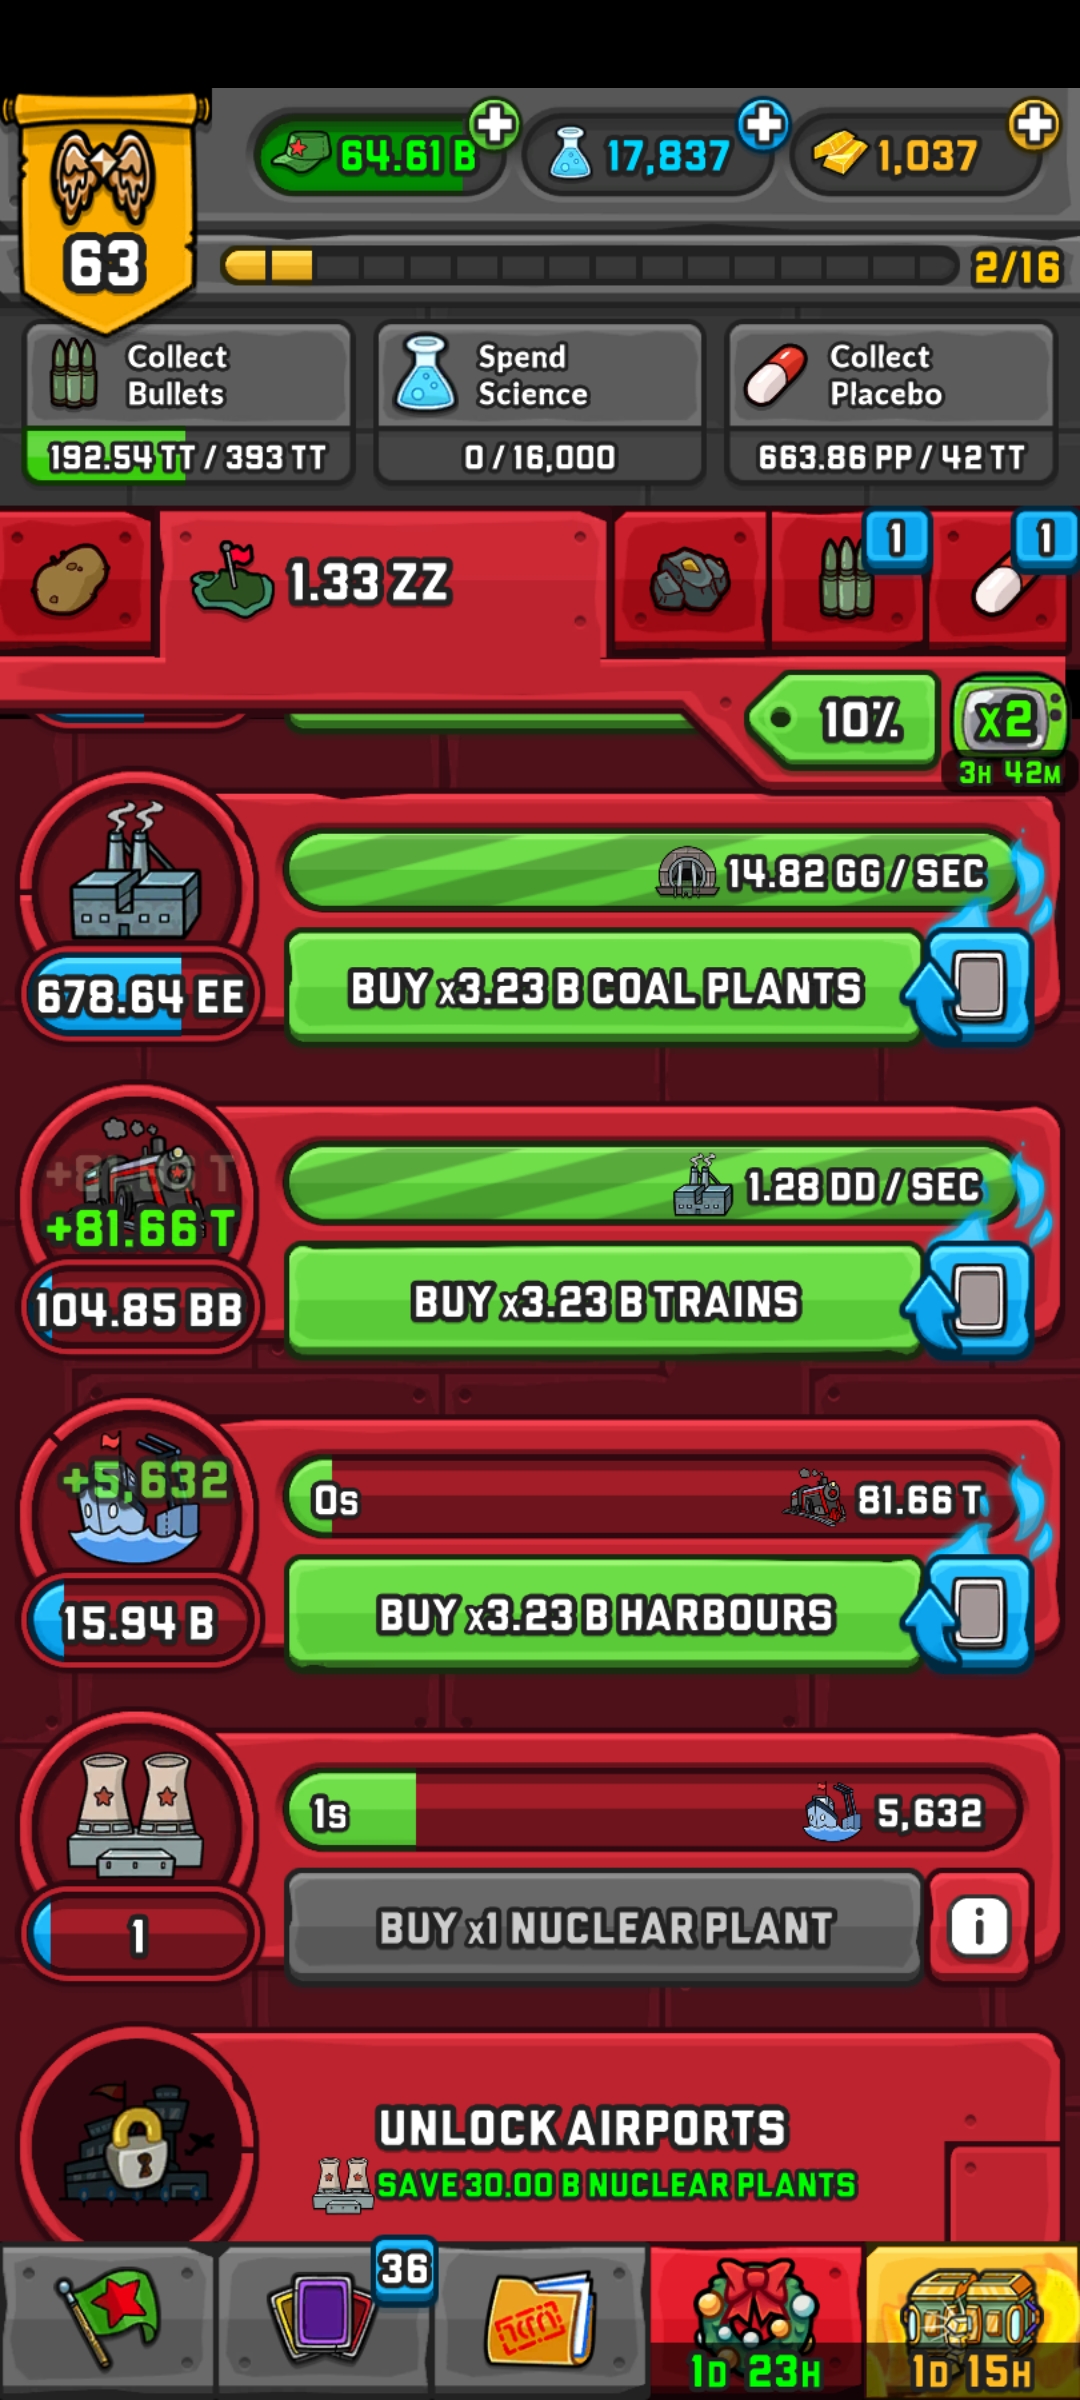 64.61 B
17,837
1,037
63
2/16
Collect
Bullets
192.54 TT / 393 TT
Spend
Science
0 / 16,000
Collect
Placebo
663.86 PP / 42 TT
1.33 ZZ
1
1
10%
x2
3H 42M
14.82 GG / SEC
678.64 EE
BUY x3.23 B COAL PLANTS
+81.66 T
+81.66 T
1.28 DD / SEC
104.85 BB
BUY x3.23 B TRAINS
+5,632
0s
81.66 T
15.94 B
BUY x3.23 B HARBOURS
1s
5,632
1
BUY x1 NUCLEAR PLANT
i
UNLOCK AIRPORTS
SAVE 30.00 B NUCLEAR PLANTS
36
1D 23H
1D 15H